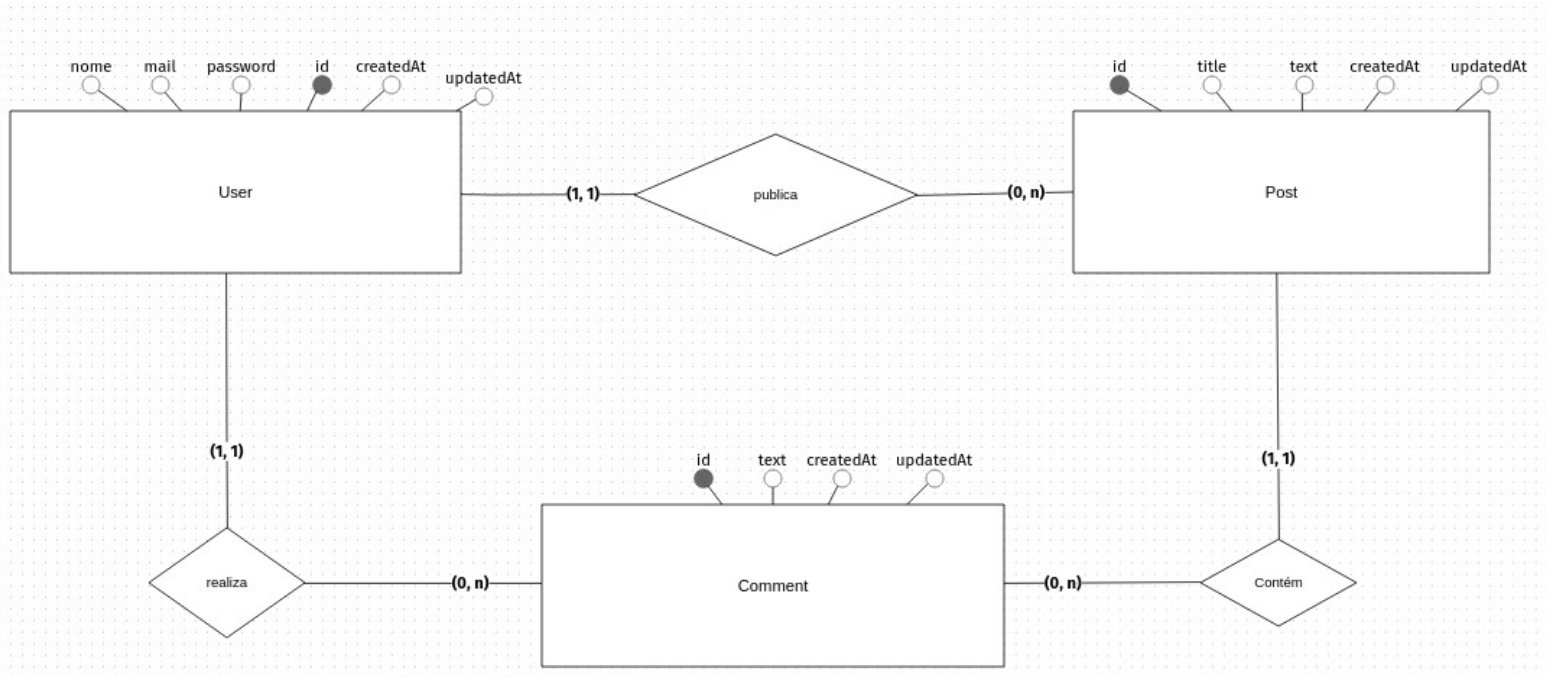 nome mail password id createdAt updatedAt
id title text createdAt updatedAt
User (1, 1) publica (0, n) Post
(1, 1)
(1, 1)
id text createdAt updatedAt
realiza (0, n) Comment (0, n) Contém